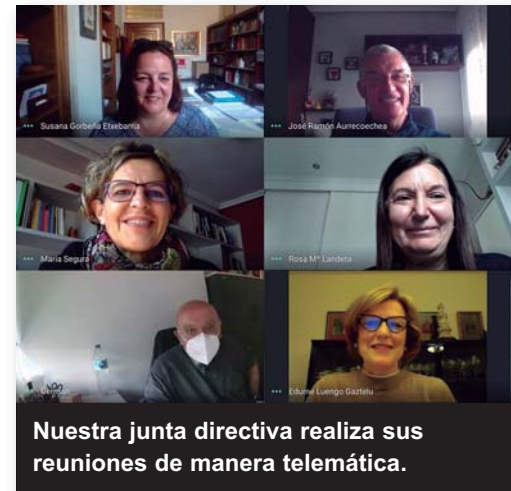 Susana Gorbeña Etxebarria
José Ramón Aurrecoechea
María Segura
Rosa Mª Landeta
Germán
Edurne Luengo Gaztelu
Nuestra junta directiva realiza sus
reuniones de manera telemática.